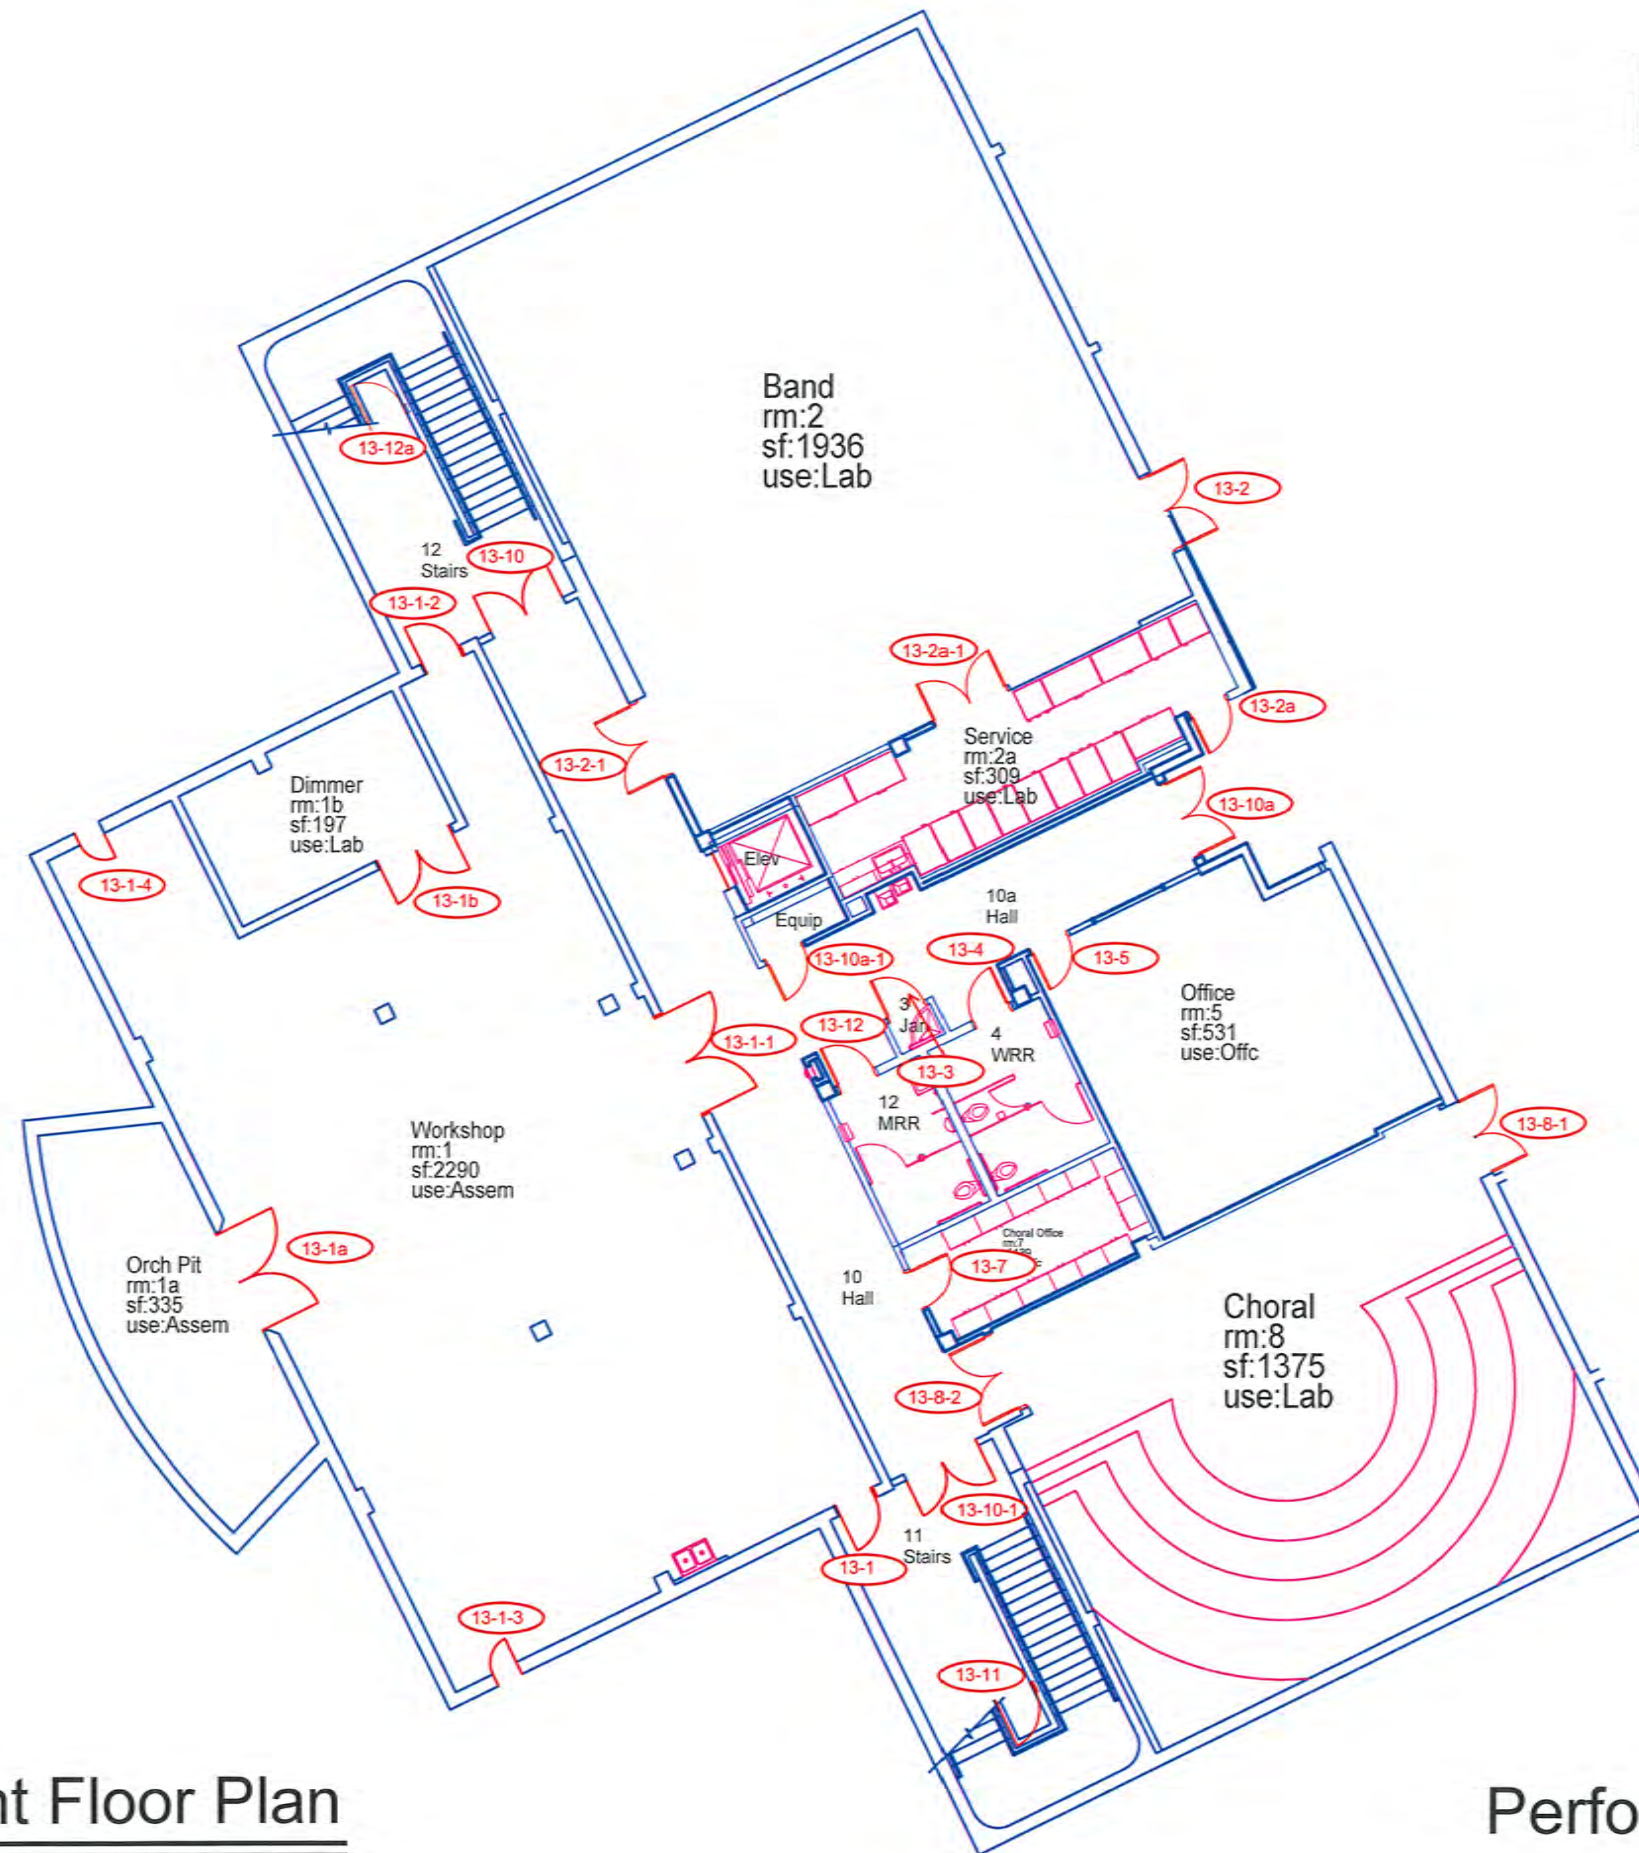 Band
rm:2
sf:1936
use:Lab
13-12a
13-2
12
Stairs
13-10
13-1-2
13-2a-1
13-2a
13-2-1
Service
rm:2a
sf:309
use:Lab
Dimmer
rm:1b
sf:197
use:Lab
13-10a
Elev
13-1-4
13-1b
10a
Hall
Equip
13-10a-1
13-4
13-5
3
Jan
13-12
13-1-1
4
WRR
Office
rm:5
sf:531
use:Offc
13-3
12
MRR
13-8-1
Workshop
rm:1
sf:2290
use:Assem
13-1a
Orch Pit
rm:1a
sf:335
use:Assem
Choral Office
rm:7
13-7
10
Hall
Choral
rm:8
sf:1375
use:Lab
13-8-2
13-10-1
11
Stairs
13-1
13-1-3
13-11
nt Floor Plan
Perfo